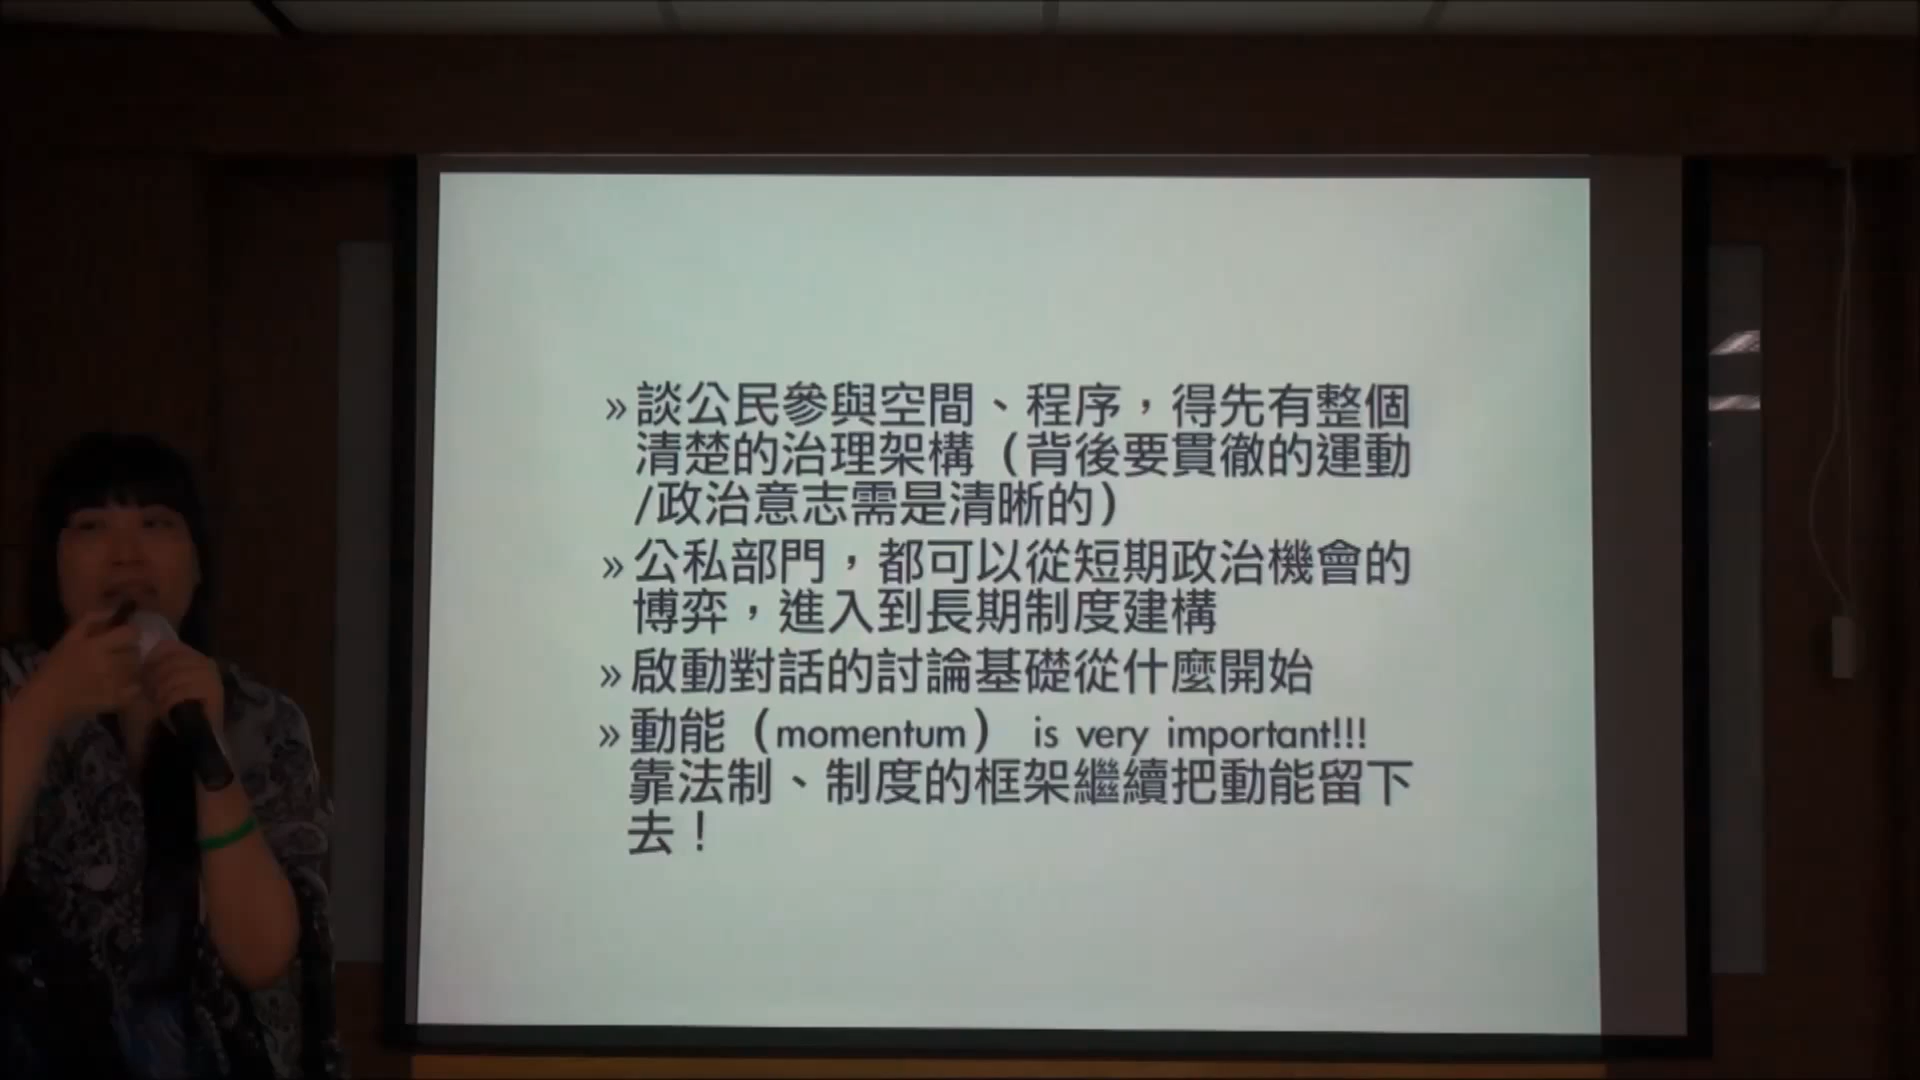 »談公民參與空間、程序，得先有整個
清楚的治理架構（背後要貫徹的運動
/政治意志需是清晰的）
»公私部門，都可以從短期政治機會的
博弈，進入到長期制度建構
»啟動對話的討論基礎從什麼開始
»動能（momentum） is very important!!!
靠法制、制度的框架繼續把動能留下
去！